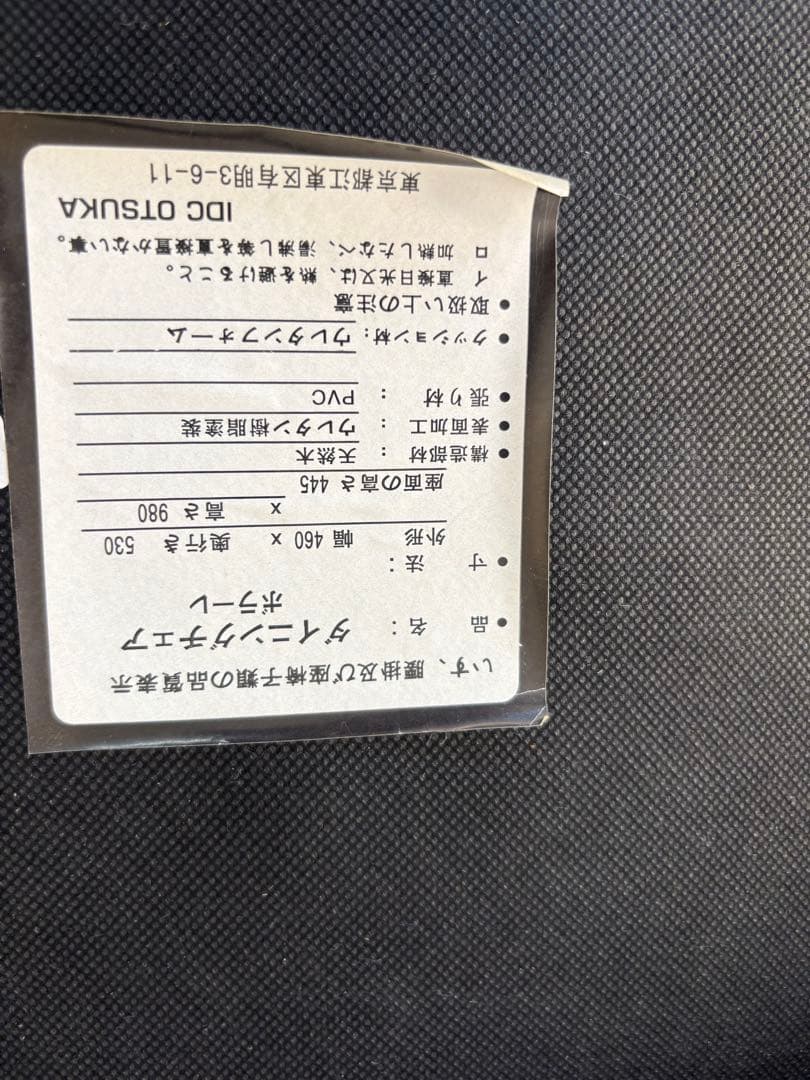 いす、腰掛及び座椅子類の品質表示
● 品 名： ダイニングチェア
ボラーレ
● 寸 法：
外形 幅 460 x 奥行き 530
x 高さ 980
座面の高さ 445
● 構造部材 ： 天然木
● 表面加工 ： ウレタン樹脂塗装
● 張り材 ： PVC
● クッション材： ウレタンフォーム
● 取扱い上の注意
イ 直接日光又は、熱を避けること。
ロ 加熱したなべ、湯沸し等を直接置かない事。
IDC OTSUKA
東京都江東区有明3-6-11